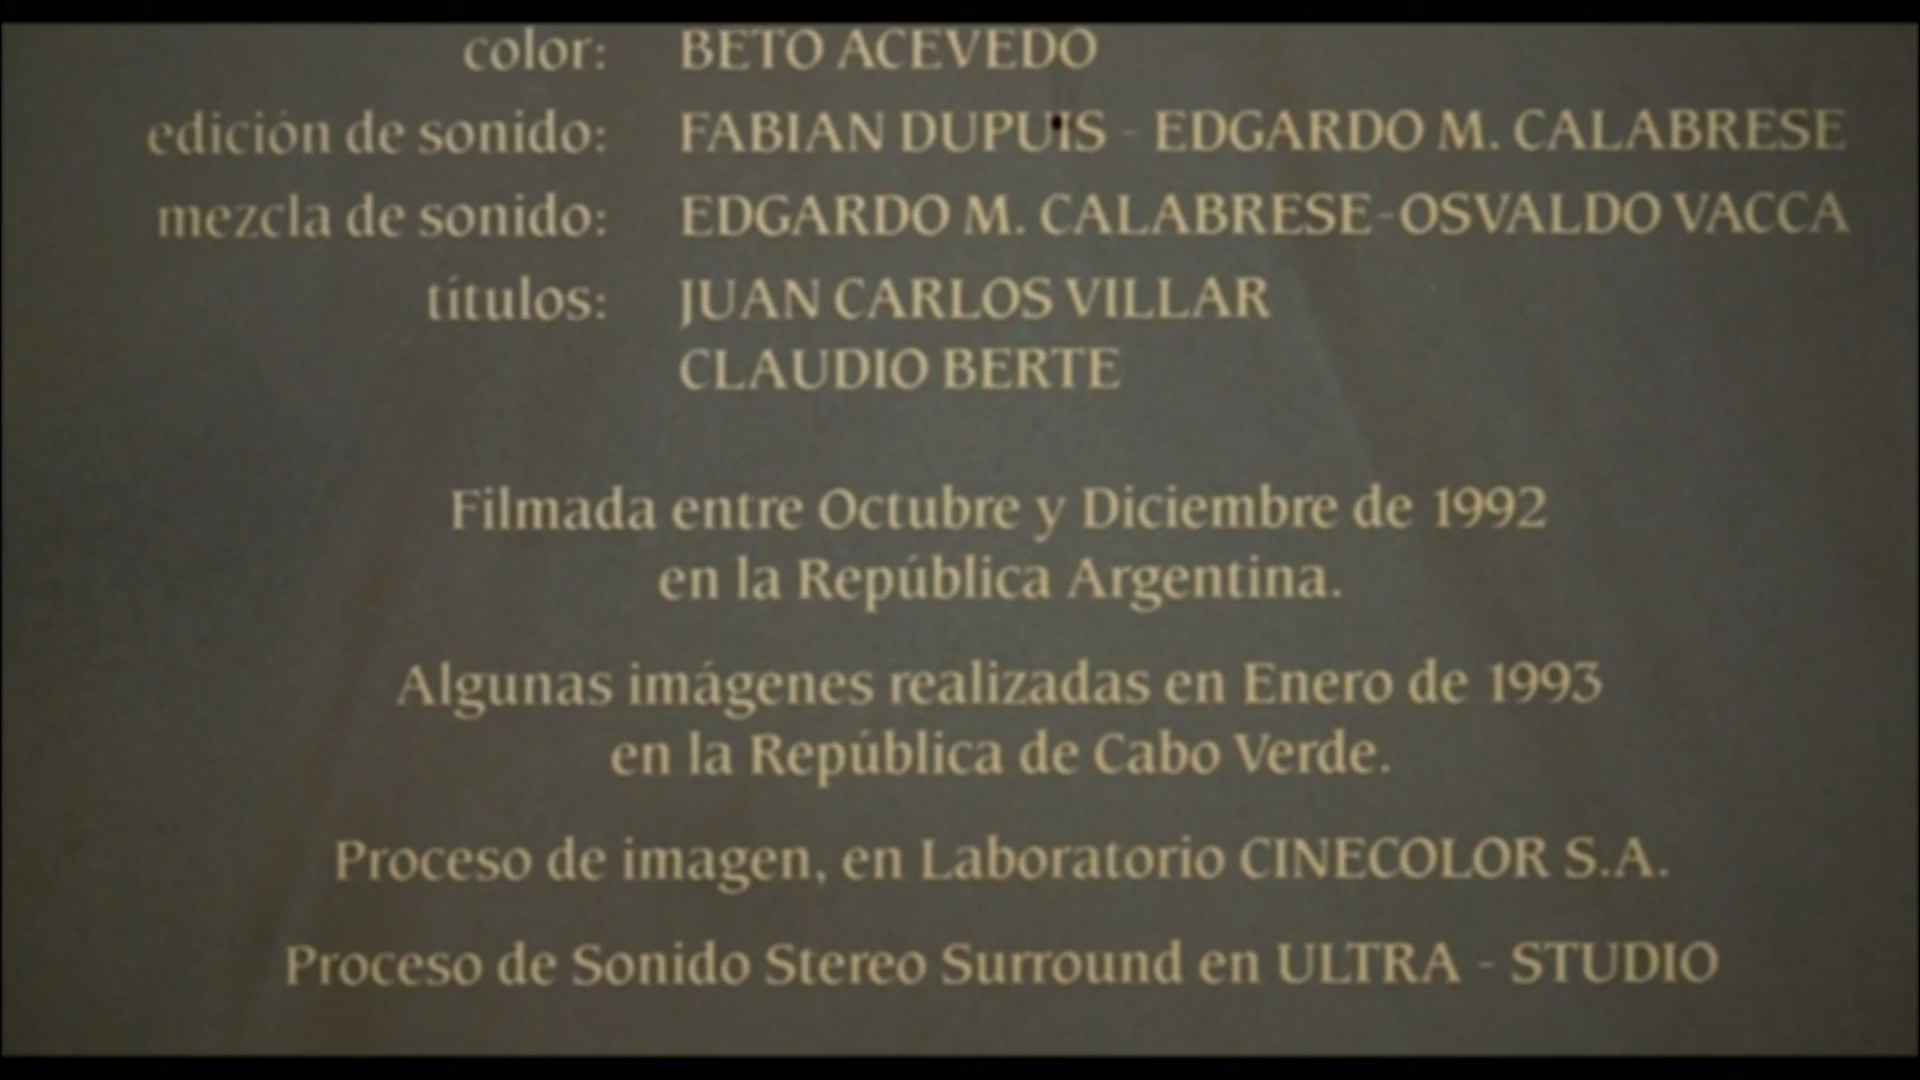 color: BETO ACEVEDO
edición de sonido: FABIAN DUPUIS - EDGARDO M. CALABRESE
mezcla de sonido: EDGARDO M. CALABRESE-OSVALDO VACCA
títulos: JUAN CARLOS VILLAR
CLAUDIO BERTE
Filmada entre Octubre y Diciembre de 1992
en la República Argentina.
Algunas imágenes realizadas en Enero de 1993
en la República de Cabo Verde.
Proceso de imagen, en Laboratorio CINECOLOR S.A.
Proceso de Sonido Stereo Surround en ULTRA - STUDIO